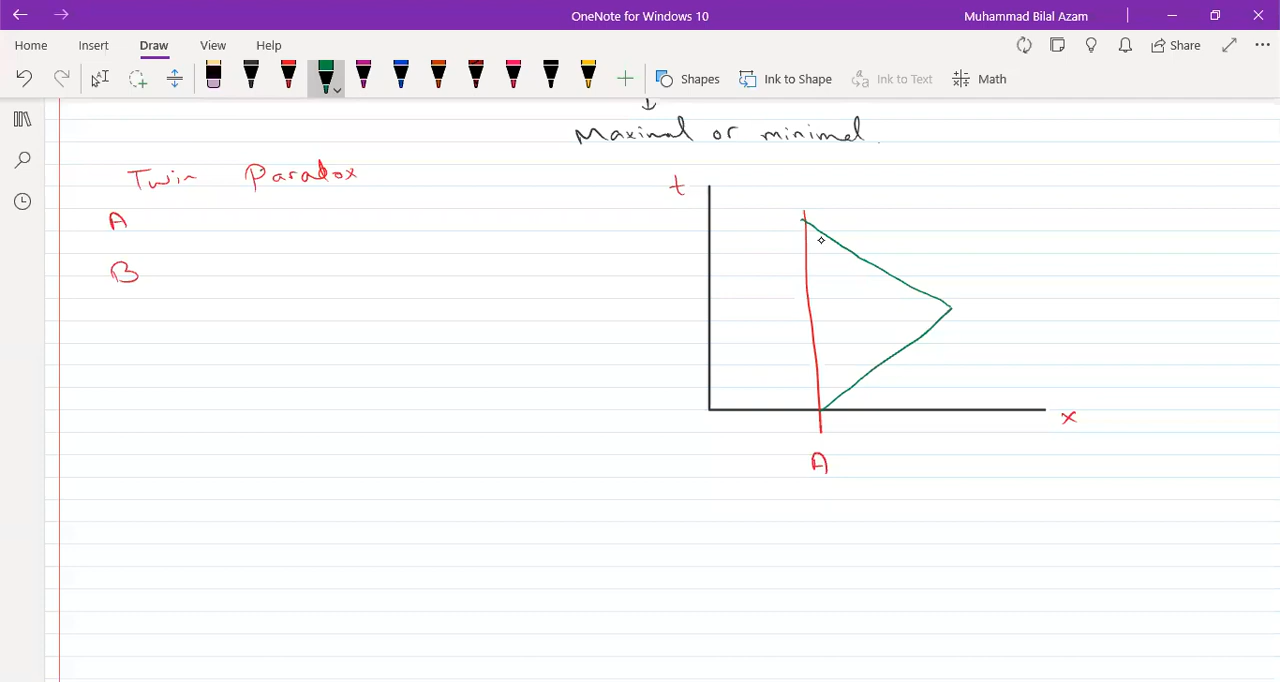 OneNote for Windows 10
Muhammad Bilal Azam
Home Insert Draw View Help
Share
Shapes Ink to Shape Ink to Text Math
Maximal or minimal.
Twin Paradox
A
B
t
x
A